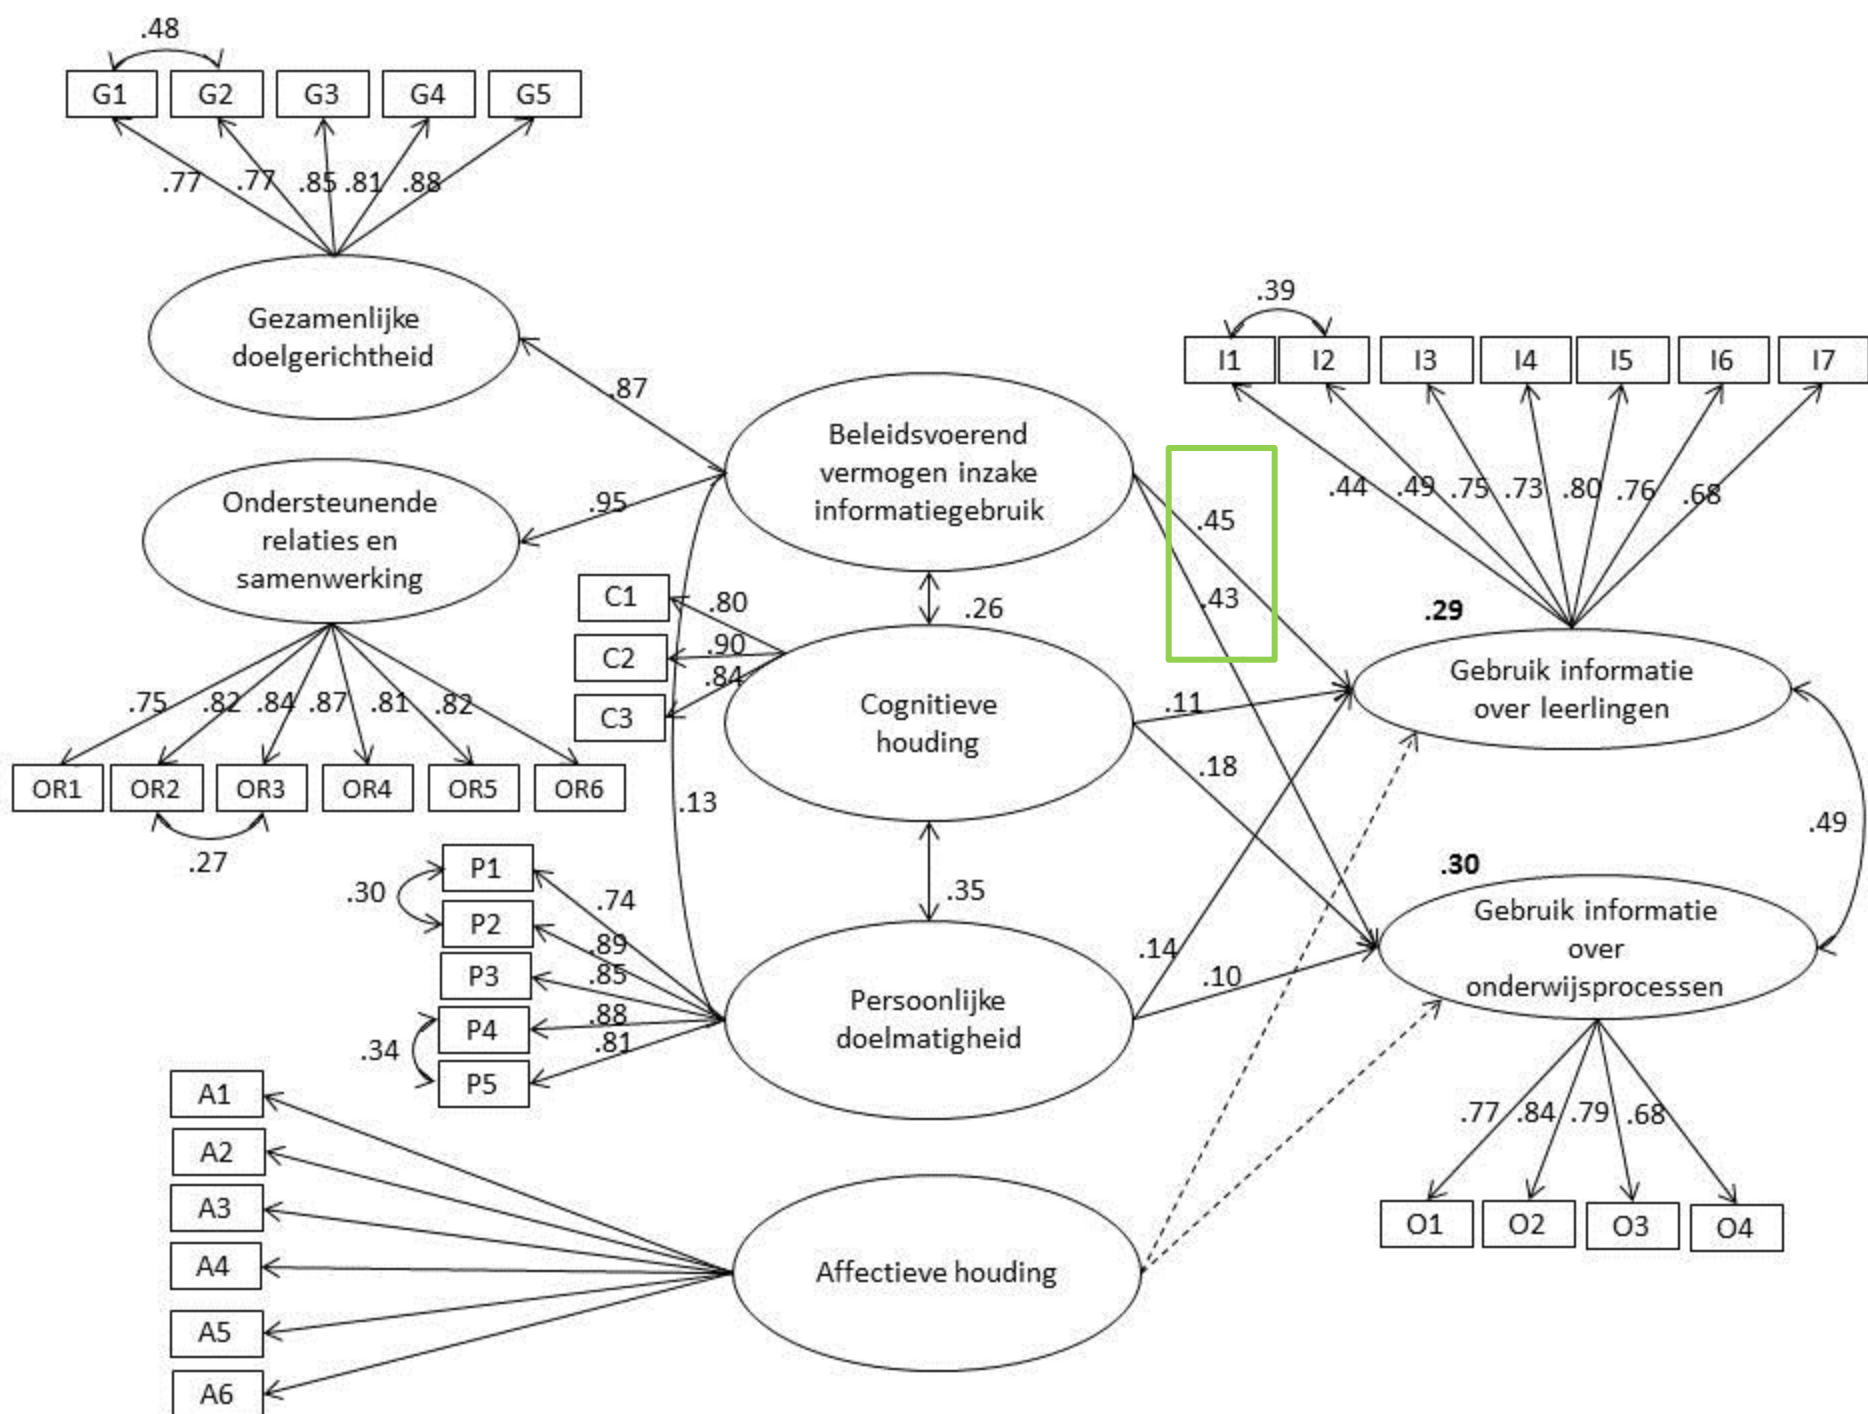 .48
G1 G2 G3 G4 G5
.77 .77 .85 .81 .88
Gezamenlijke
doelgerichtheid
.87
.95
Ondersteunende
relaties en
samenwerking
.75 .82 .84 .87 .81 .82
OR1 OR2 OR3 OR4 OR5 OR6
.27
Beleidsvoerend
vermogen inzake
informatiegebruik
.26
C1
C2
C3
.80
.90
.84
Cognitieve
houding
.13
.35
P1
P2
P3
P4
P5
.30
.34
.74
.89
.85
.88
.81
Persoonlijke
doelmatigheid
A1
A2
A3
A4
A5
A6
Affectieve houding
.45
.43
.11
.18
.14
.10
.39
I1 I2 I3 I4 I5 I6 I7
.44 .49 .75 .73 .80 .76 .68
.29
Gebruik informatie
over leerlingen
.49
.30
Gebruik informatie
over
onderwijsprocessen
.77 .84 .79 .68
O1 O2 O3 O4